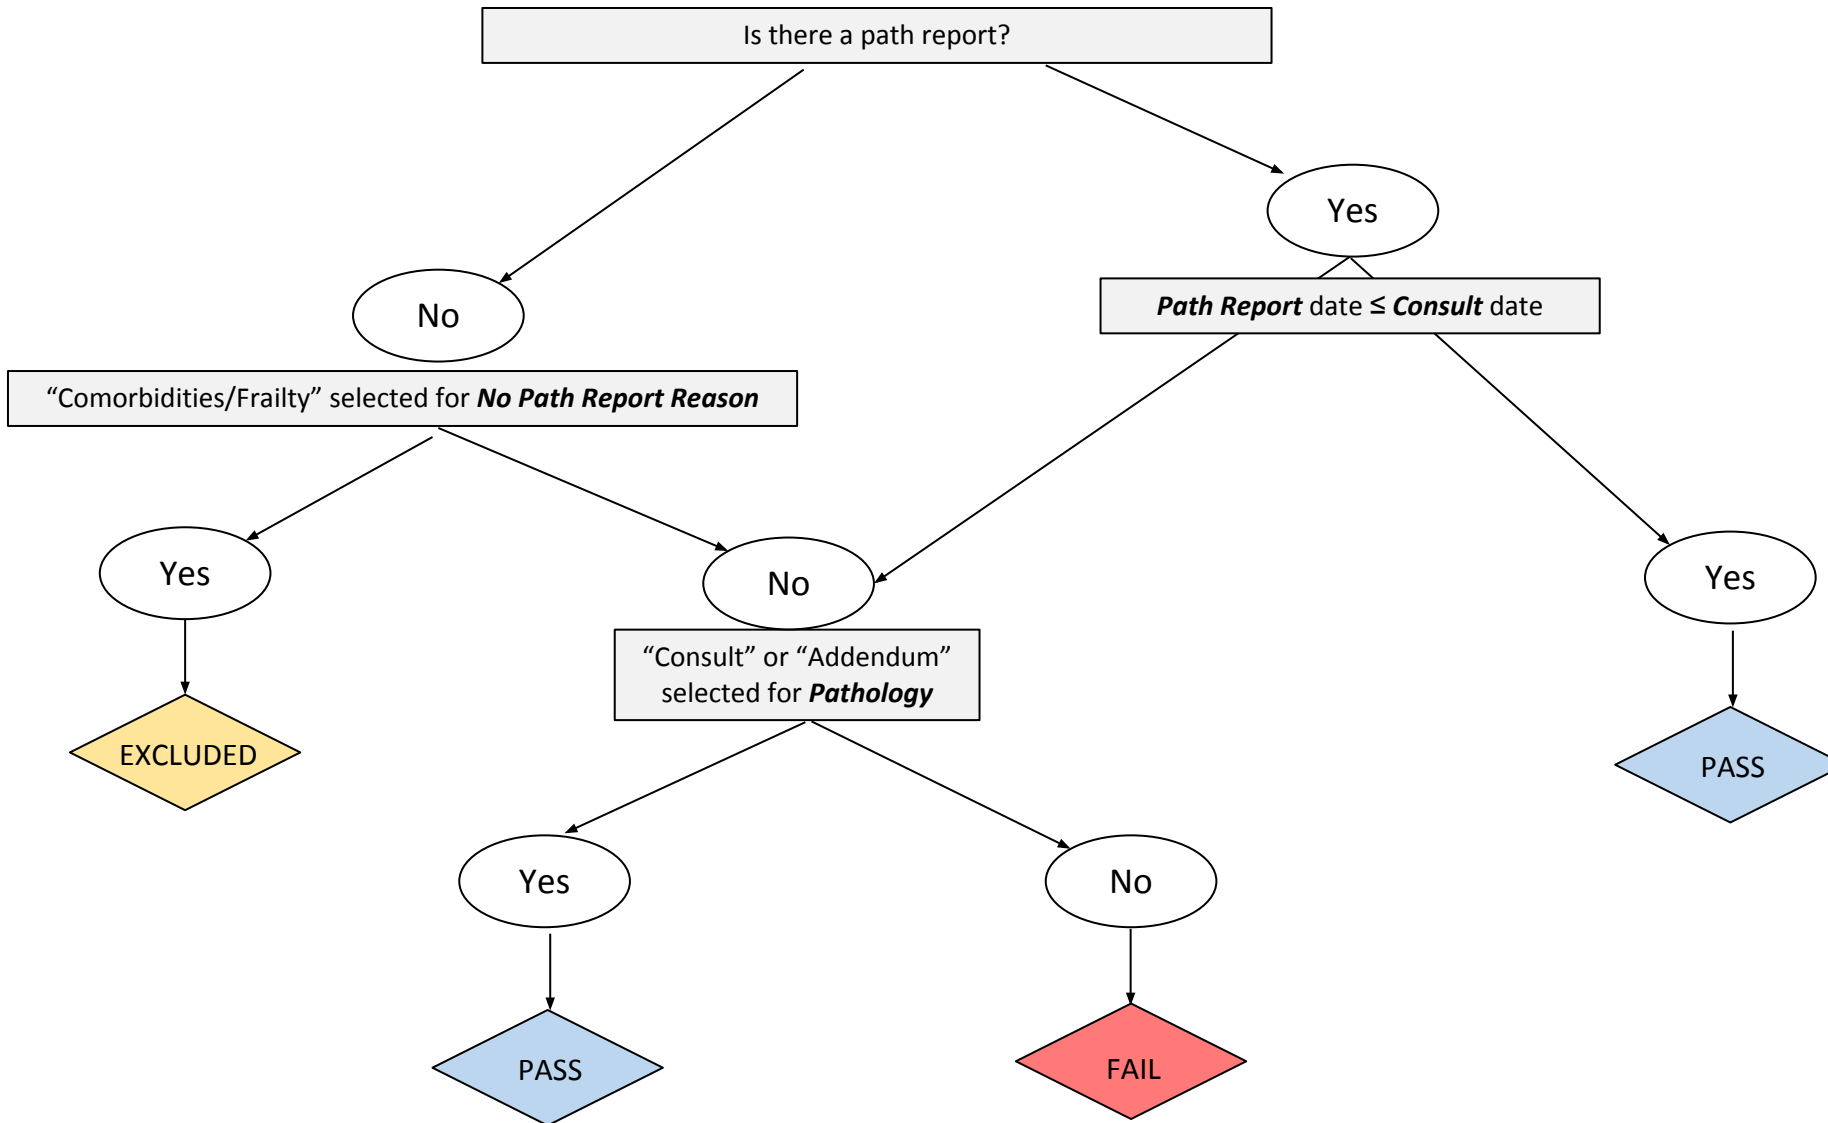 Is there a path report?
Yes
Path Report date ≤ Consult date
No
“Comorbidities/Frailty” selected for No Path Report Reason
Yes
No
Yes
“Consult” or “Addendum”
selected for Pathology
EXCLUDED
PASS
Yes
No
PASS
FAIL